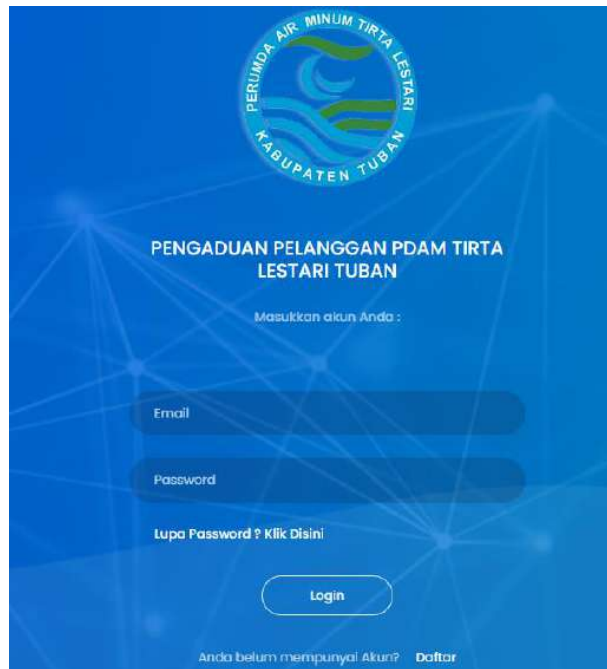 PERUMDA AIR MINUM TIRTA LESTARI
KABUPATEN TUBAN
PENGADUAN PELANGGAN PDAM TIRTA
LESTARI TUBAN
Masukkan akun Anda :
Email
Password
Lupa Password ? Klik Disini
Login
Anda belum mempunyai Akun? Daftar